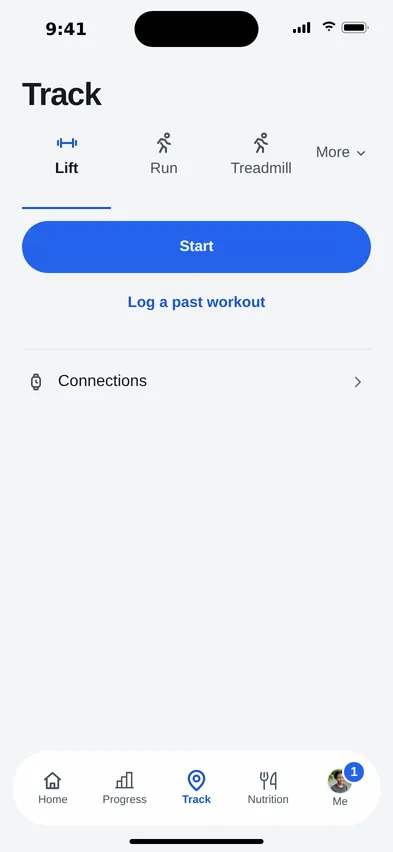 9:41
Track
Lift
Run
Treadmill
More
Start
Log a past workout
Connections
Home
Progress
Track
Nutrition
1
Me